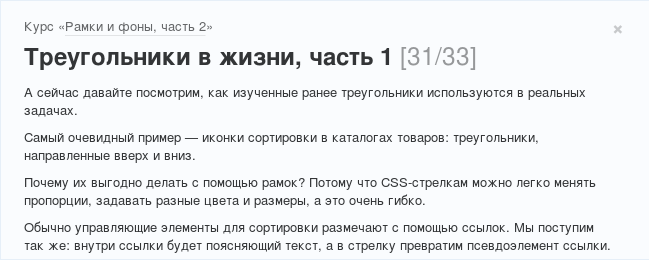 Курс «Рамки и фоны, часть 2»
Треугольники в жизни, часть 1 [31/33]
А сейчас давайте посмотрим, как изученные ранее треугольники используются в реальных
задачах.
Самый очевидный пример — иконки сортировки в каталогах товаров: треугольники,
направленные вверх и вниз.
Почему их выгодно делать с помощью рамок? Потому что CSS-стрелкам можно легко менять
пропорции, задавать разные цвета и размеры, а это очень гибко.
Обычно управляющие элементы для сортировки размечают с помощью ссылок. Мы поступим
так же: внутри ссылки будет поясняющий текст, а в стрелку превратим псевдоэлемент ссылки.